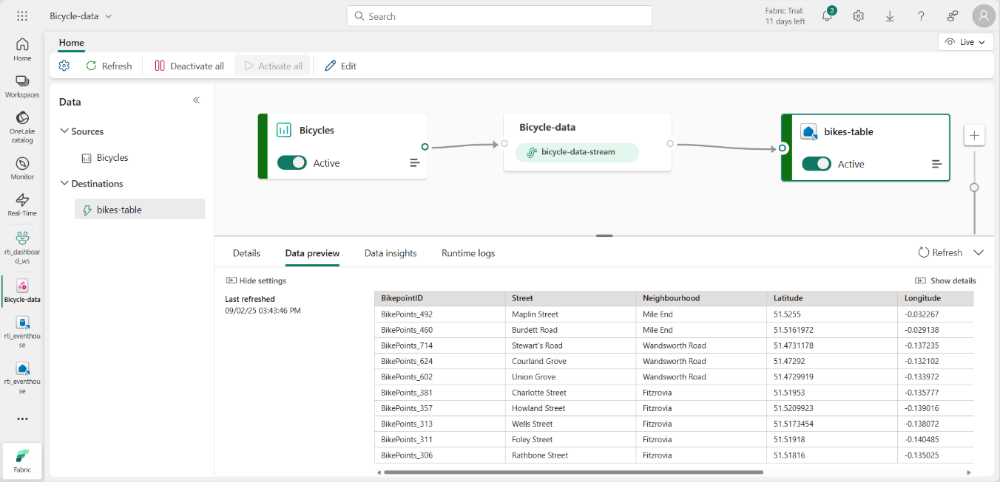 Bicycle-data
Search
Fabric Trial:
11 days left
2
Home
Live
Refresh
Deactivate all
Activate all
Edit
Home
Workspaces
OneLake
catalog
Monitor
Real-Time
rti_dashboar
d_ws
Bicycle-data
rti_eventhou
se
rti_eventhou
se
Fabric
Data
Sources
Bicycles
Destinations
bikes-table
Bicycles
Active
Bicycle-data
bicycle-data-stream
bikes-table
Active
Details Data preview Data insights Runtime logs
Refresh
Hide settings
Show details
Last refreshed
09/02/25 03:43:46 PM
BikepointID Street Neighbourhood Latitude Longitude
BikePoints_492 Maplin Street Mile End 51.5255 -0.032267
BikePoints_460 Burdett Road Mile End 51.5161972 -0.029138
BikePoints_714 Stewart's Road Wandsworth Road 51.4731178 -0.137235
BikePoints_624 Courland Grove Wandsworth Road 51.47292 -0.132102
BikePoints_602 Union Grove Wandsworth Road 51.4729919 -0.133972
BikePoints_381 Charlotte Street Fitzrovia 51.51953 -0.135777
BikePoints_357 Howland Street Fitzrovia 51.5209923 -0.139016
BikePoints_313 Wells Street Fitzrovia 51.5173454 -0.138072
BikePoints_311 Foley Street Fitzrovia 51.51918 -0.140485
BikePoints_306 Rathbone Street Fitzrovia 51.51816 -0.135025